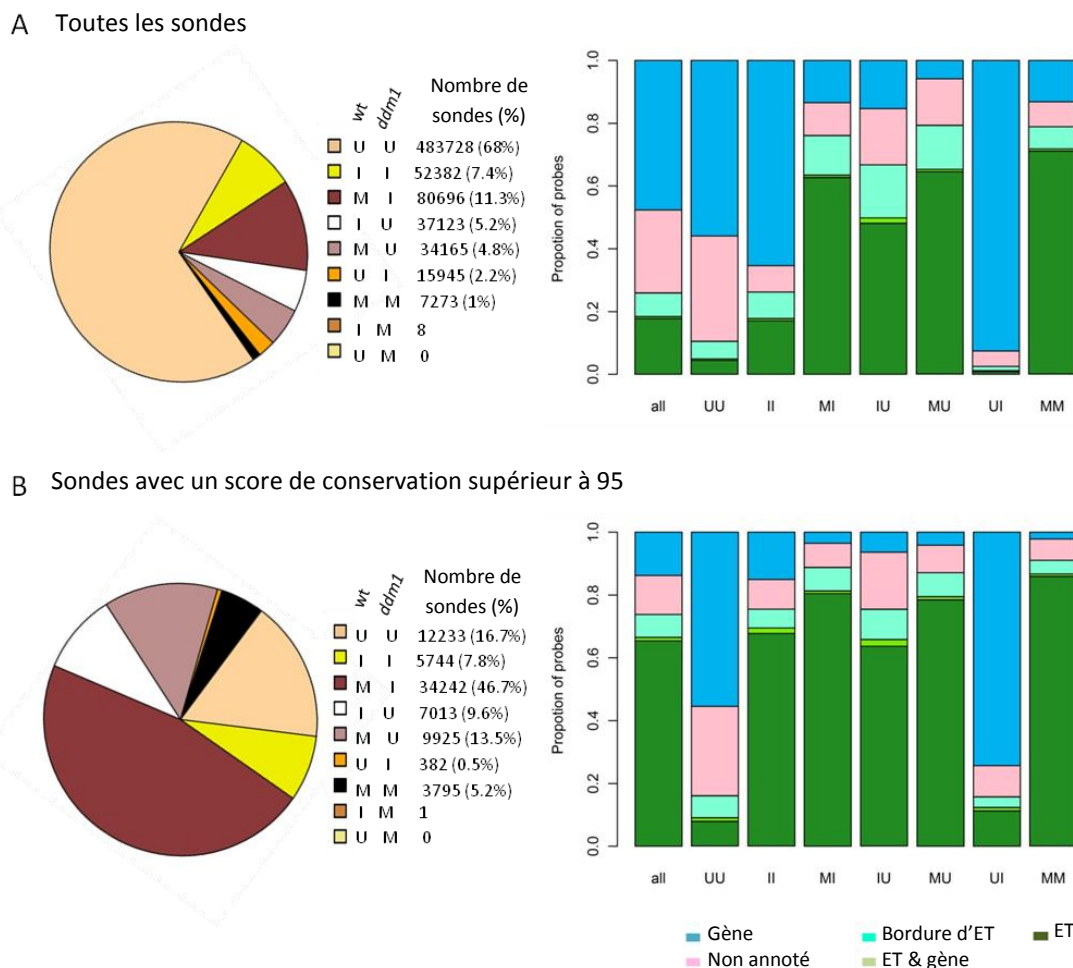 A Toutes les sondes
wt ddm1 Nombre de sondes (%)
U U 483728 (68%)
I I 52382 (7.4%)
M I 80696 (11.3%)
I U 37123 (5.2%)
M U 34165 (4.8%)
U I 15945 (2.2%)
M M 7273 (1%)
I M 8
U M 0
Propotion of probes
1.0
0.8
0.6
0.4
0.2
0.0
all UU II MI IU MU UI MM
B Sondes avec un score de conservation supérieur à 95
wt ddm1 Nombre de sondes (%)
U U 12233 (16.7%)
I I 5744 (7.8%)
M I 34242 (46.7%)
I U 7013 (9.6%)
M U 9925 (13.5%)
U I 382 (0.5%)
M M 3795 (5.2%)
I M 1
U M 0
Propotion of probes
1.0
0.8
0.6
0.4
0.2
0.0
all UU II MI IU MU UI MM
Gène Bordure d'ET ET
Non annoté ET & gène